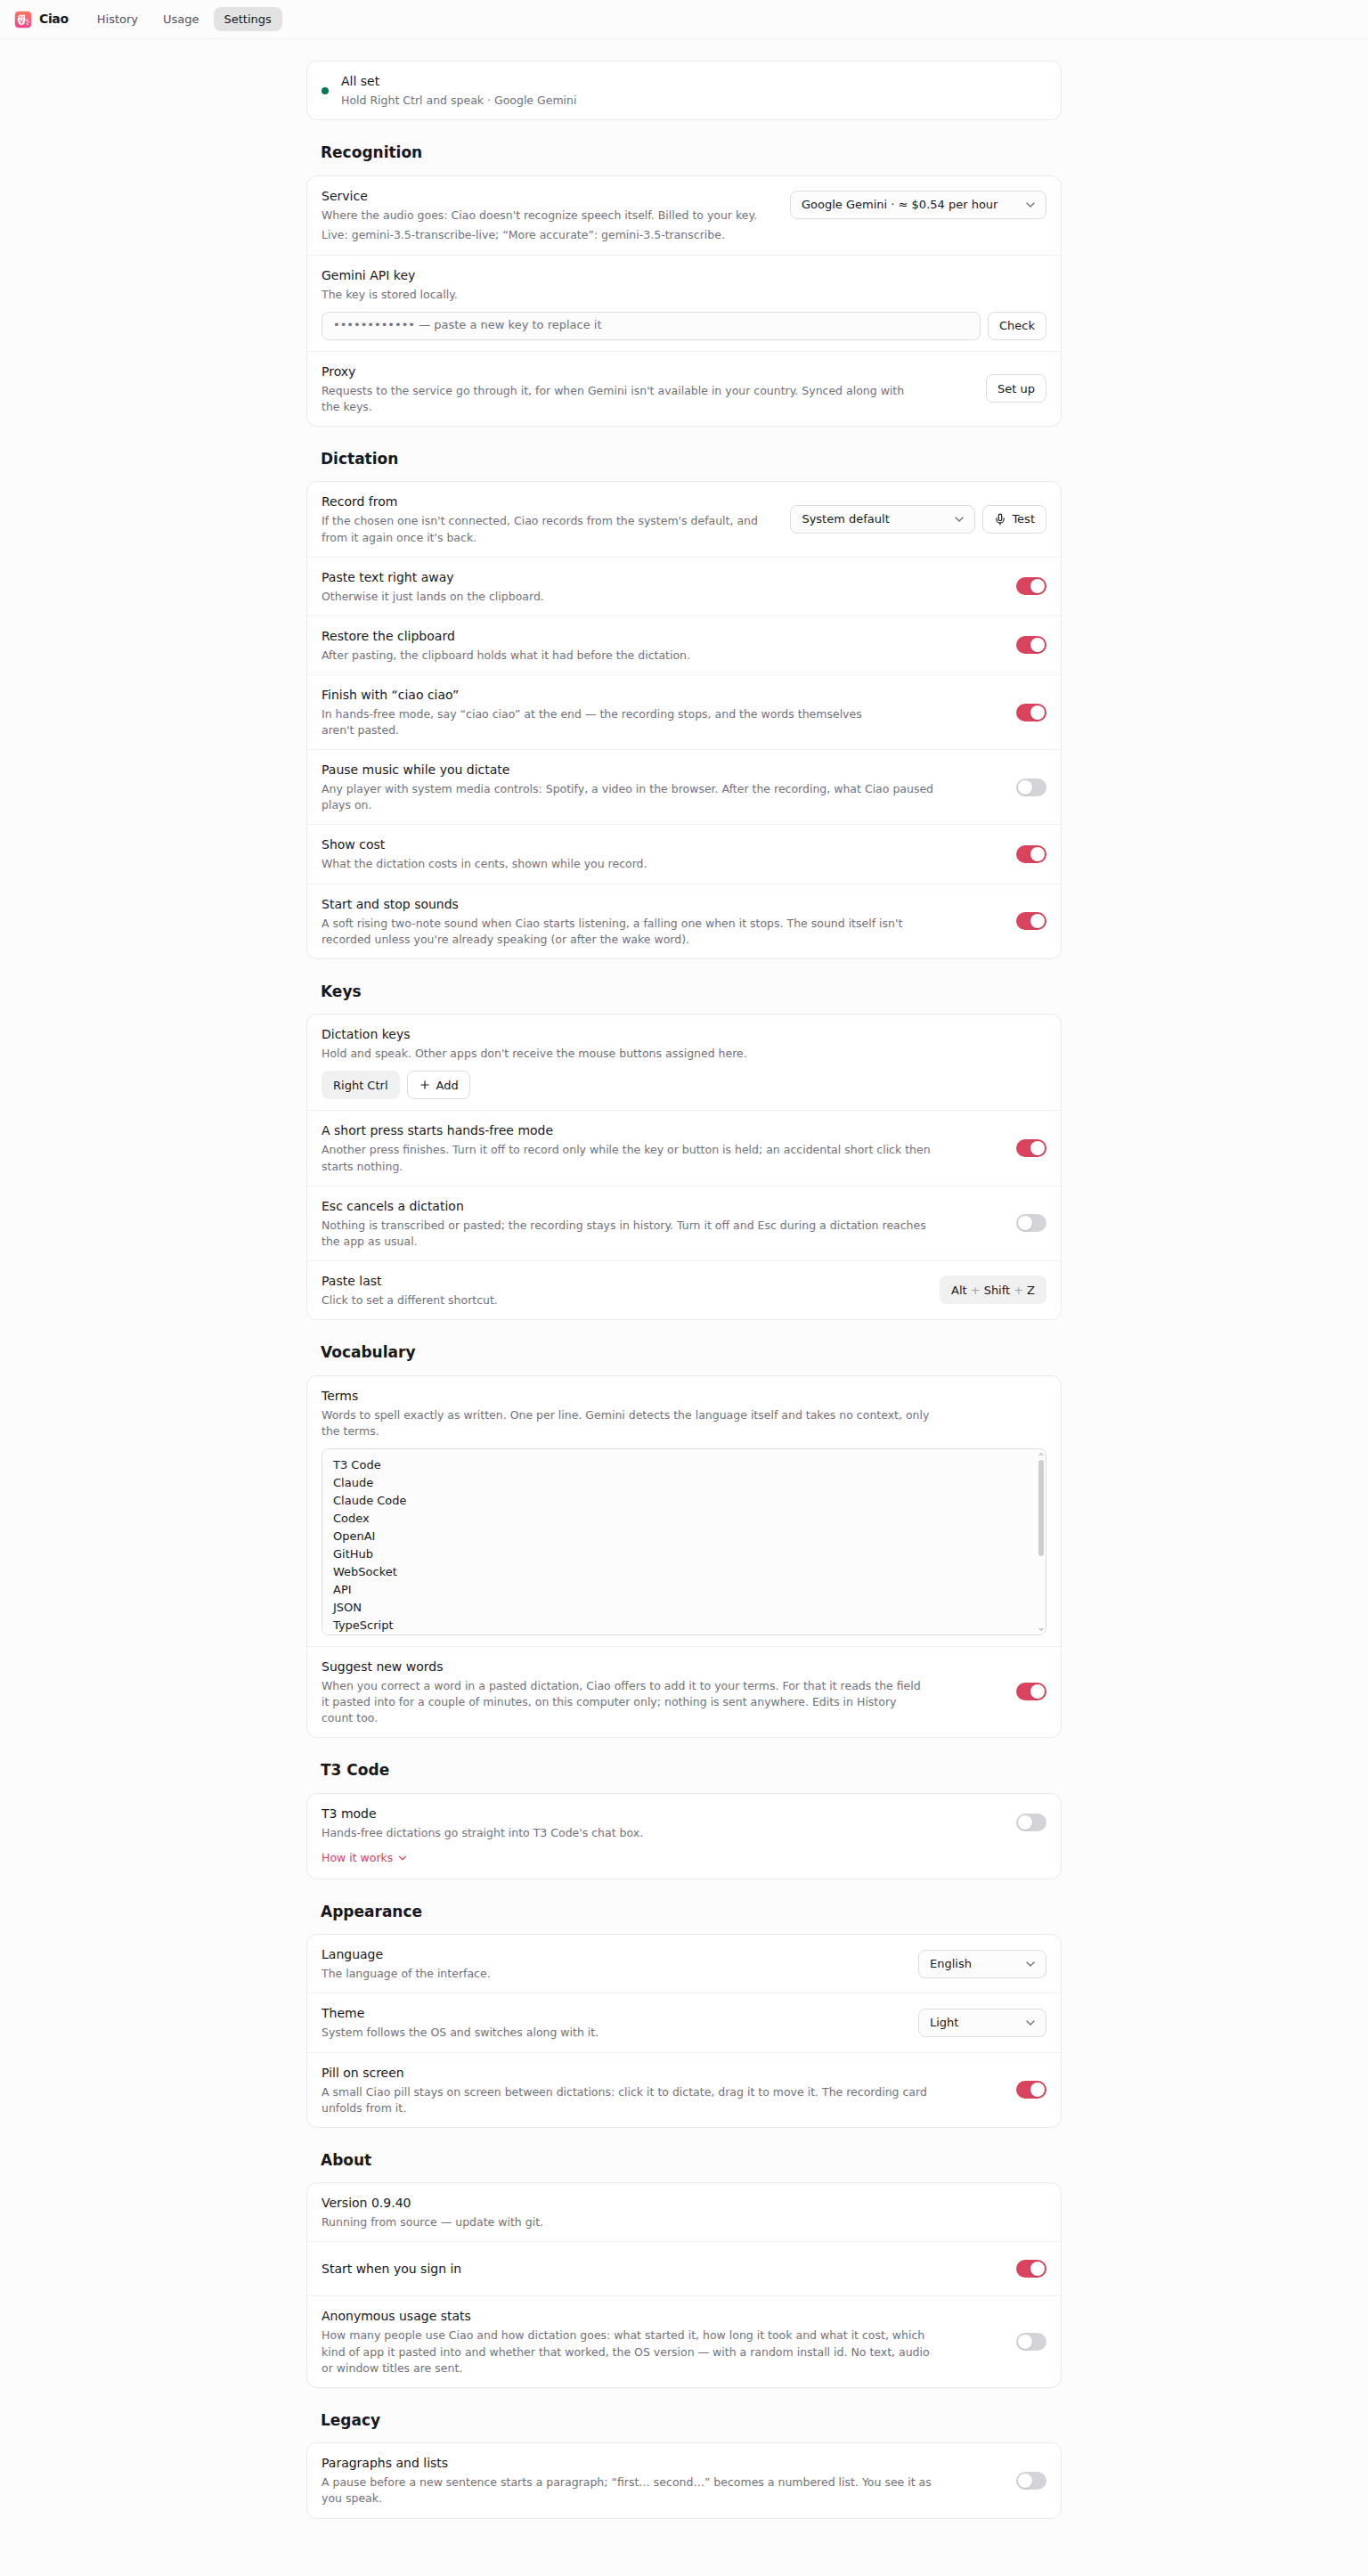 Ciao History Usage Settings
All set
Hold Right Ctrl and speak · Google Gemini
Recognition
Service
Where the audio goes: Ciao doesn't recognize speech itself. Billed to your key.
Live: gemini-3.5-transcribe-live; “More accurate”: gemini-3.5-transcribe.
Google Gemini · ≈ $0.54 per hour
Gemini API key
The key is stored locally.
•••••••••••• — paste a new key to replace it
Check
Proxy
Requests to the service go through it, for when Gemini isn't available in your country. Synced along with
the keys.
Set up
Dictation
Record from
If the chosen one isn't connected, Ciao records from the system's default, and
from it again once it's back.
System default
Test
Paste text right away
Otherwise it just lands on the clipboard.
Restore the clipboard
After pasting, the clipboard holds what it had before the dictation.
Finish with “ciao ciao”
In hands-free mode, say “ciao ciao” at the end — the recording stops, and the words themselves
aren't pasted.
Pause music while you dictate
Any player with system media controls: Spotify, a video in the browser. After the recording, what Ciao paused
plays on.
Show cost
What the dictation costs in cents, shown while you record.
Start and stop sounds
A soft rising two-note sound when Ciao starts listening, a falling one when it stops. The sound itself isn't
recorded unless you're already speaking (or after the wake word).
Keys
Dictation keys
Hold and speak. Other apps don't receive the mouse buttons assigned here.
Right Ctrl
+ Add
A short press starts hands-free mode
Another press finishes. Turn it off to record only while the key or button is held; an accidental short click then
starts nothing.
Esc cancels a dictation
Nothing is transcribed or pasted; the recording stays in history. Turn it off and Esc during a dictation reaches
the app as usual.
Paste last
Click to set a different shortcut.
Alt + Shift + Z
Vocabulary
Terms
Words to spell exactly as written. One per line. Gemini detects the language itself and takes no context, only
the terms.
T3 Code
Claude
Claude Code
Codex
OpenAI
GitHub
WebSocket
API
JSON
TypeScript
Suggest new words
When you correct a word in a pasted dictation, Ciao offers to add it to your terms. For that it reads the field
it pasted into for a couple of minutes, on this computer only; nothing is sent anywhere. Edits in History
count too.
T3 Code
T3 mode
Hands-free dictations go straight into T3 Code's chat box.
How it works
Appearance
Language
The language of the interface.
English
Theme
System follows the OS and switches along with it.
Light
Pill on screen
A small Ciao pill stays on screen between dictations: click it to dictate, drag it to move it. The recording card
unfolds from it.
About
Version 0.9.40
Running from source — update with git.
Start when you sign in
Anonymous usage stats
How many people use Ciao and how dictation goes: what started it, how long it took and what it cost, which
kind of app it pasted into and whether that worked, the OS version — with a random install id. No text, audio
or window titles are sent.
Legacy
Paragraphs and lists
A pause before a new sentence starts a paragraph; “first… second…” becomes a numbered list. You see it as
you speak.